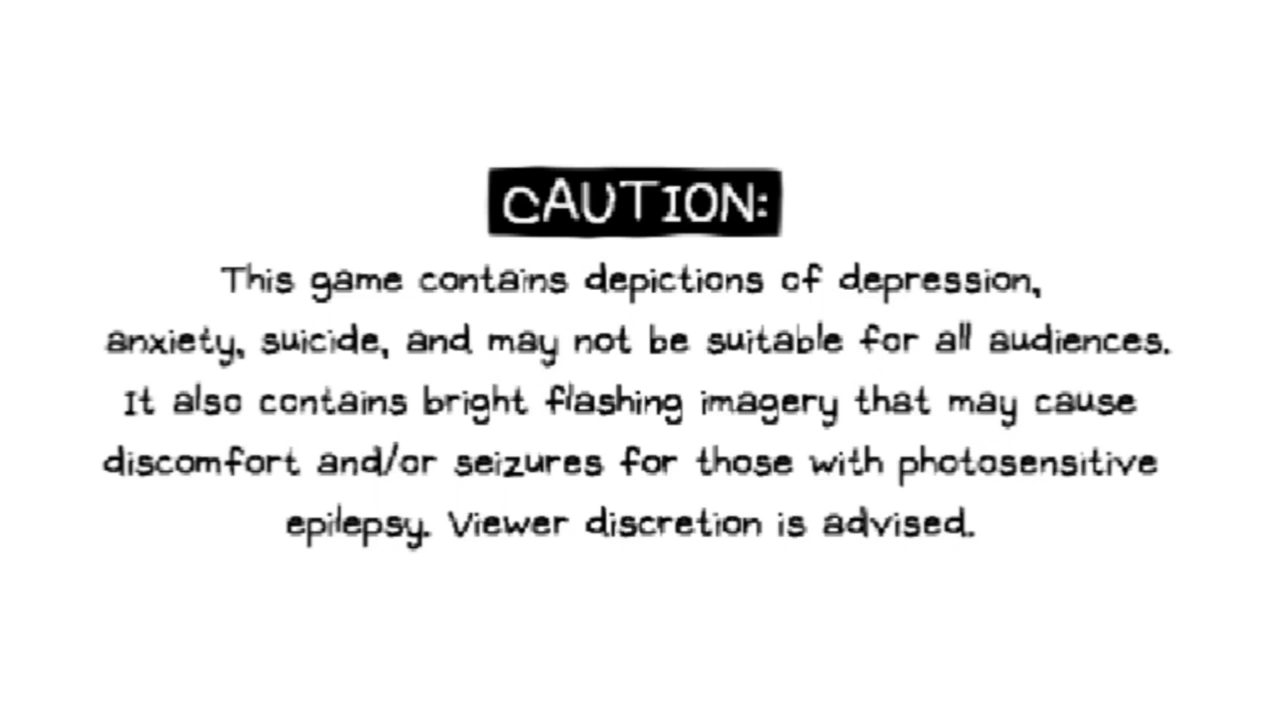 CAUTION:
This game contains depictions of depression,
anxiety, suicide, and may not be suitable for all audiences.
It also contains bright flashing imagery that may cause
discomfort and/or seizures for those with photosensitive
epilepsy. Viewer discretion is advised.